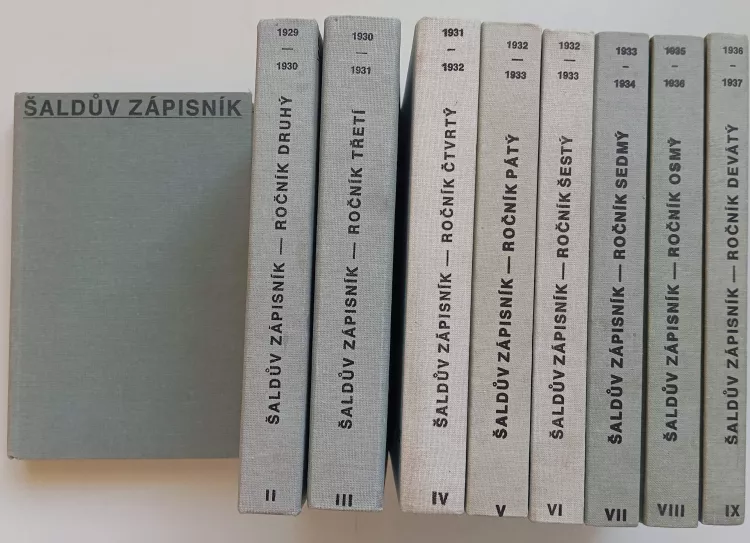 ŠALDŮV ZÁPISNÍK
1929
—
1930
ŠALDŮV ZÁPISNÍK — ROČNÍK DRUHÝ
II
1930
—
1931
ŠALDŮV ZÁPISNÍK — ROČNÍK TŘETÍ
III
1931
—
1932
ŠALDŮV ZÁPISNÍK — ROČNÍK ČTVRTÝ
IV
1932
–
1933
ŠALDŮV ZÁPISNÍK — ROČNÍK PÁTÝ
V
1932
–
1933
ŠALDŮV ZÁPISNÍK — ROČNÍK ŠESTÝ
VI
1933
–
1934
ŠALDŮV ZÁPISNÍK — ROČNÍK SEDMÝ
VII
1935
–
1936
ŠALDŮV ZÁPISNÍK — ROČNÍK OSMÝ
VIII
1936
–
1937
ŠALDŮV ZÁPISNÍK — ROČNÍK DEVÁTÝ
IX